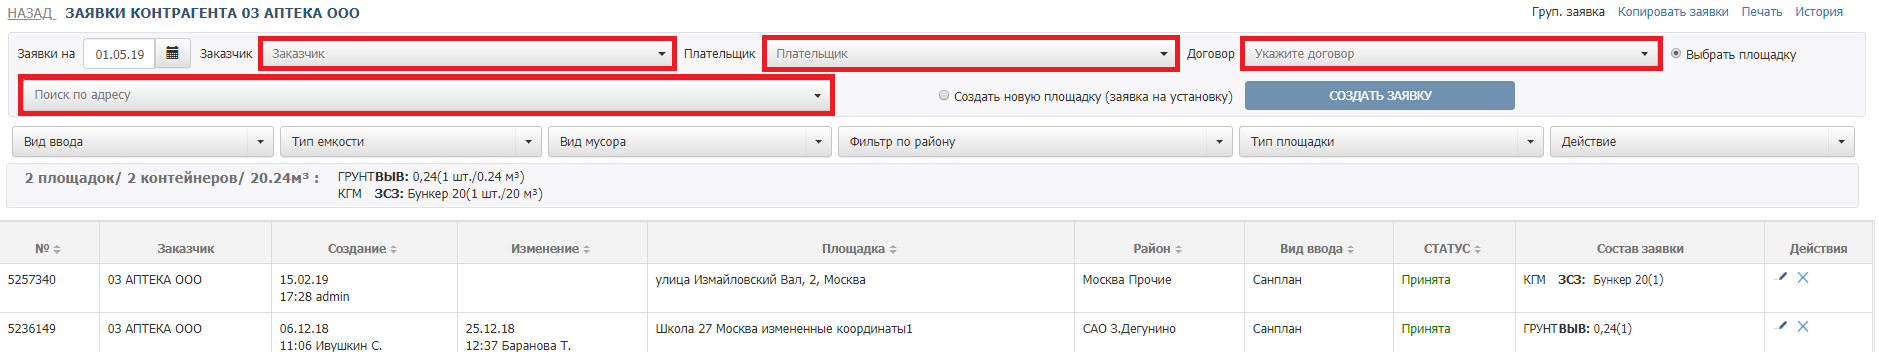 НАЗАД ЗАЯВКИ КОНТРАГЕНТА 03 АПТЕКА ООО Груп. заявка Копировать заявки Печать История
Заявки на 01.05.19 Заказчик Заказчик Плательщик Плательщик Договор Укажите договор Выбрать площадку
Поиск по адресу Создать новую площадку (заявка на установку) СОЗДАТЬ ЗАЯВКУ
Вид ввода Тип емкости Вид мусора Фильтр по району Тип площадки Действие
2 площадок/ 2 контейнеров/ 20.24м³ : ГРУНТ ВЫВ: 0,24(1 шт./0.24 м³)
КГМ ЗСЗ: Бункер 20(1 шт./20 м³)
№ Заказчик Создание Изменение Площадка Район Вид ввода СТАТУС Состав заявки Действия
5257340 03 АПТЕКА ООО 15.02.19 улица Измайловский Вал, 2, Москва Москва Прочие Санплан Принята КГМ ЗСЗ: Бункер 20(1)
17:28 admin
5236149 03 АПТЕКА ООО 06.12.18 25.12.18 Школа 27 Москва измененные координаты1 САО З.Дегунино Санплан Принята ГРУНТ ВЫВ: 0,24(1)
11:06 Ивушкин С. 12:37 Баранова Т.